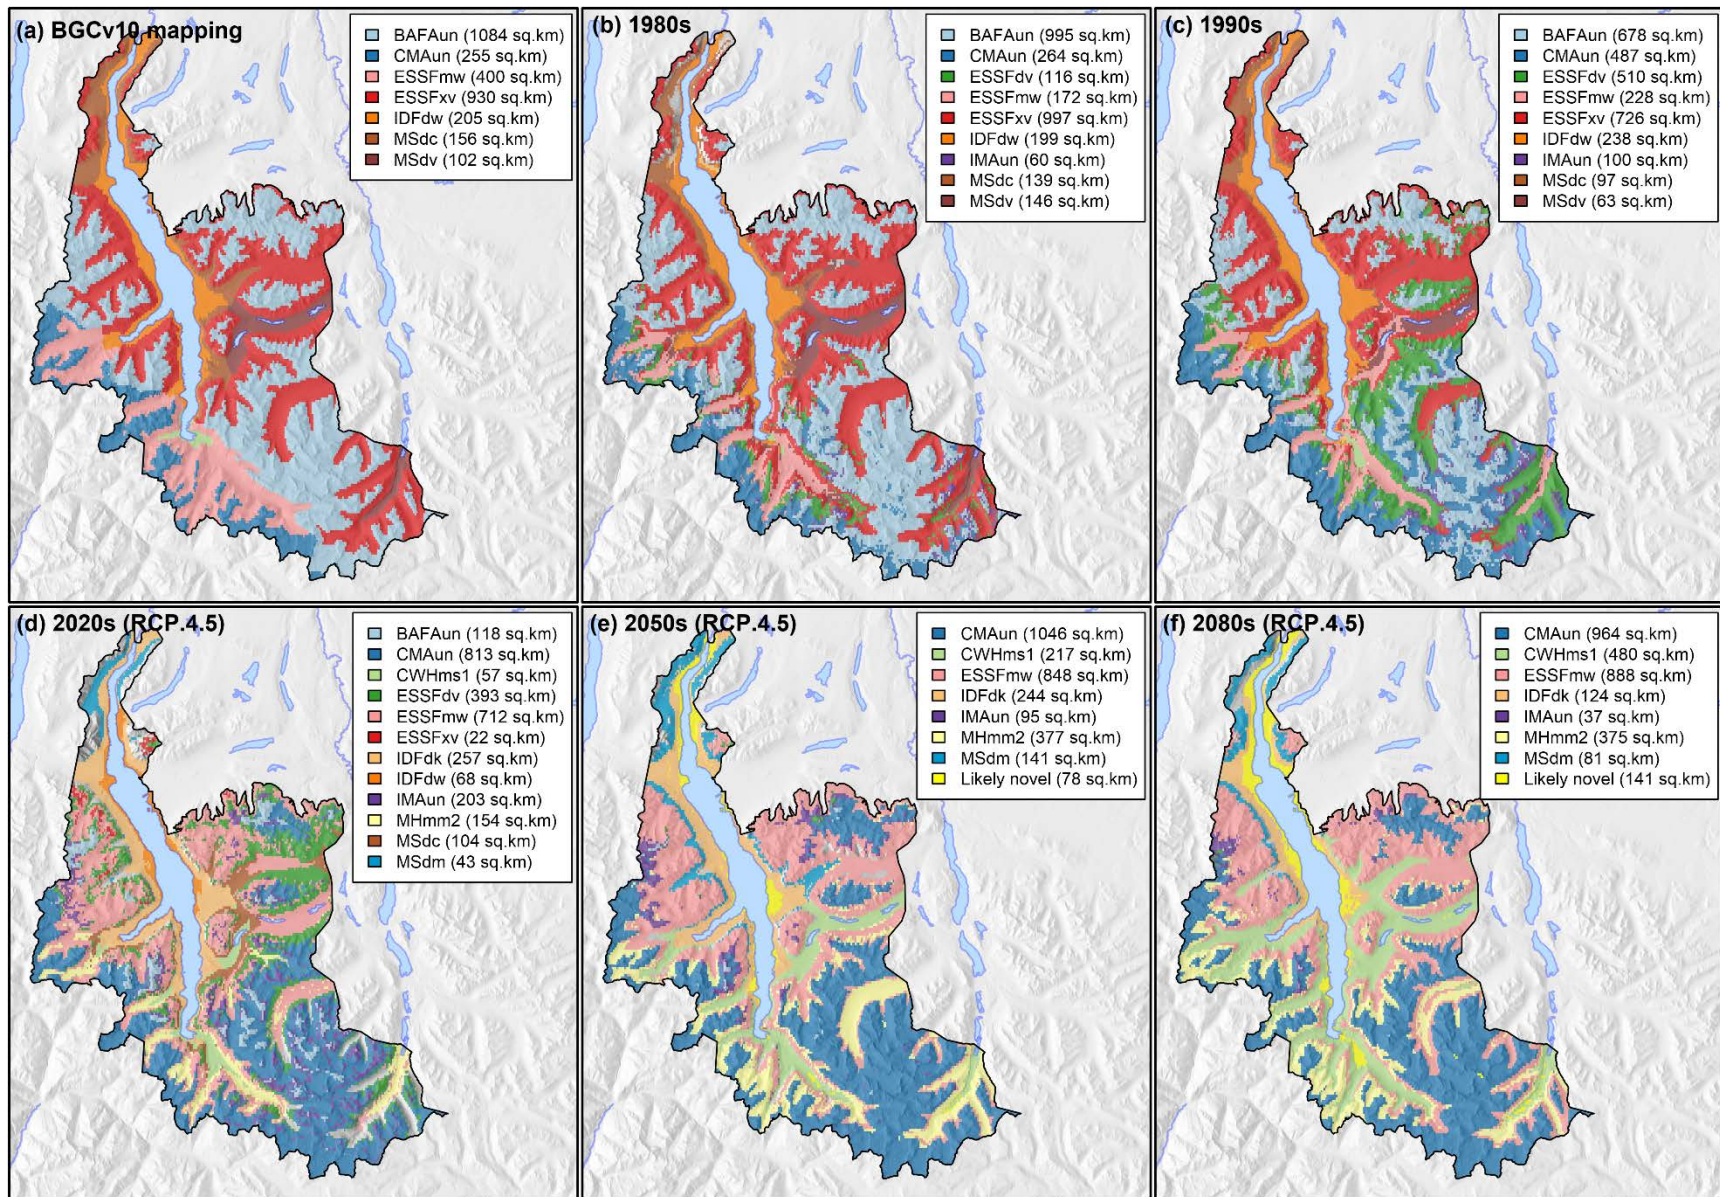 (a) BGCv10 mapping
BAFAun (1084 sq.km)
CMAun (255 sq.km)
ESSFmw (400 sq.km)
ESSFxv (930 sq.km)
IDFdw (205 sq.km)
MSdc (156 sq.km)
MSdv (102 sq.km)
(b) 1980s
BAFAun (995 sq.km)
CMAun (264 sq.km)
ESSFdv (116 sq.km)
ESSFmw (172 sq.km)
ESSFxv (997 sq.km)
IDFdw (199 sq.km)
IMAun (60 sq.km)
MSdc (139 sq.km)
MSdv (146 sq.km)
(c) 1990s
BAFAun (678 sq.km)
CMAun (487 sq.km)
ESSFdv (510 sq.km)
ESSFmw (228 sq.km)
ESSFxv (726 sq.km)
IDFdw (238 sq.km)
IMAun (100 sq.km)
MSdc (97 sq.km)
MSdv (63 sq.km)
(d) 2020s (RCP.4.5)
BAFAun (118 sq.km)
CMAun (813 sq.km)
CWHms1 (57 sq.km)
ESSFdv (393 sq.km)
ESSFmw (712 sq.km)
ESSFxv (22 sq.km)
IDFdk (257 sq.km)
IDFdw (68 sq.km)
IMAun (203 sq.km)
MHmm2 (154 sq.km)
MSdc (104 sq.km)
MSdm (43 sq.km)
(e) 2050s (RCP.4.5)
CMAun (1046 sq.km)
CWHms1 (217 sq.km)
ESSFmw (848 sq.km)
IDFdk (244 sq.km)
IMAun (95 sq.km)
MHmm2 (377 sq.km)
MSdm (141 sq.km)
Likely novel (78 sq.km)
(f) 2080s (RCP.4.5)
CMAun (964 sq.km)
CWHms1 (480 sq.km)
ESSFmw (888 sq.km)
IDFdk (124 sq.km)
IMAun (37 sq.km)
MHmm2 (375 sq.km)
MSdm (81 sq.km)
Likely novel (141 sq.km)